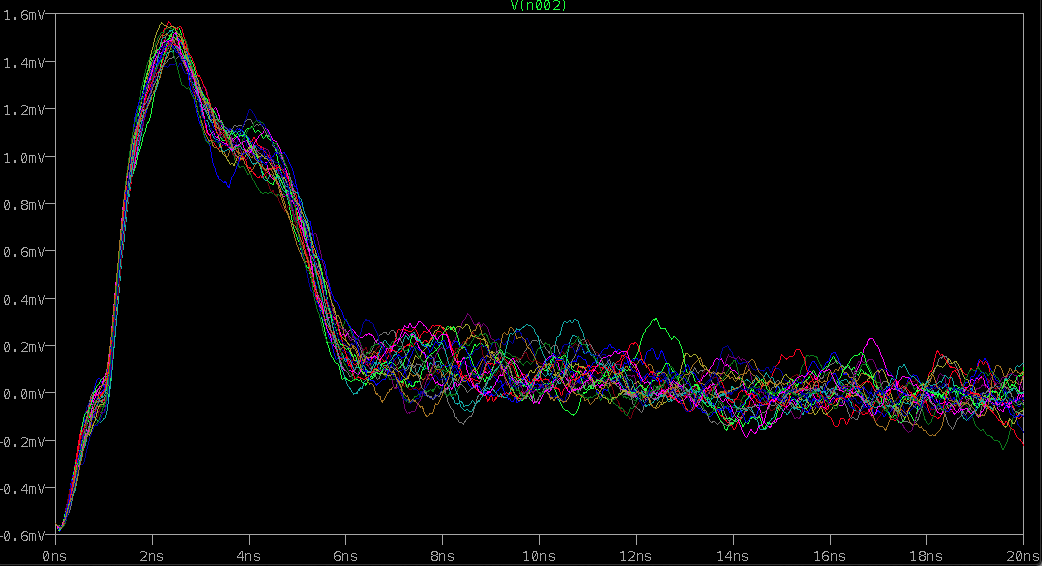 V(n002)
1.6mV
1.4mV
1.2mV
1.0mV
0.8mV
0.6mV
0.4mV
0.2mV
0.0mV
-0.2mV
-0.4mV
-0.6mV
0ns 2ns 4ns 6ns 8ns 10ns 12ns 14ns 16ns 18ns 20ns